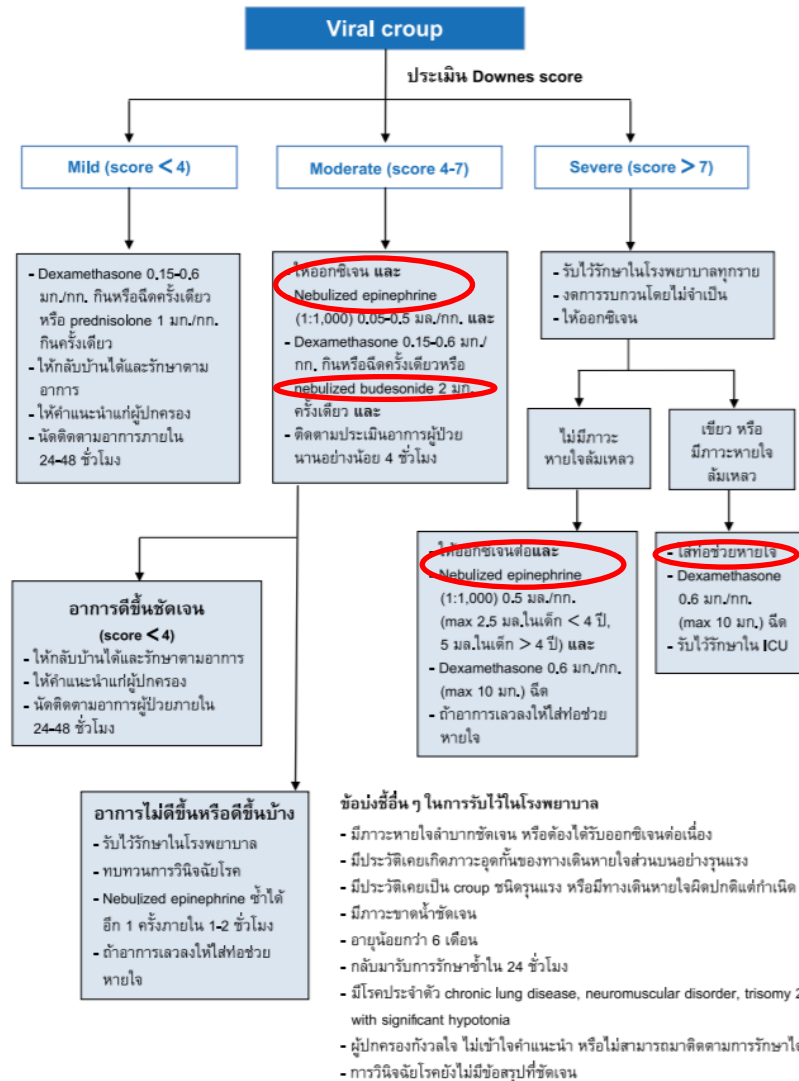 Viral croup
ประเมิน Downes score
Mild (score < 4)
Moderate (score 4-7)
Severe (score > 7)
- Dexamethasone 0.15-0.6
มก./กก. กินหรือฉีดครั้งเดียว
หรือ prednisolone 1 มก./กก.
กินครั้งเดียว
- ให้กลับบ้านได้และรักษาตาม
อาการ
- ให้คำแนะนำแก่ผู้ปกครอง
- นัดติดตามอาการภายใน
24-48 ชั่วโมง
- ให้ออกซิเจน และ
- Nebulized epinephrine
(1:1,000) 0.05-0.5 มล./กก. และ
- Dexamethasone 0.15-0.6 มก./
กก. กินหรือฉีดครั้งเดียวหรือ
nebulized budesonide 2 มก.
ครั้งเดียว และ
- ติดตามประเมินอาการผู้ป่วย
นานอย่างน้อย 4 ชั่วโมง
- รับไว้รักษาในโรงพยาบาลทุกราย
- งดการรบกวนโดยไม่จำเป็น
- ให้ออกซิเจน
ไม่มีภาวะ
หายใจล้มเหลว
เขียว หรือ
มีภาวะหายใจ
ล้มเหลว
- ให้ออกซิเจนต่อและ
- Nebulized epinephrine
(1:1,000) 0.5 มล./กก.
(max 2.5 มล.ในเด็ก < 4 ปี,
5 มล.ในเด็ก > 4 ปี) และ
- Dexamethasone 0.6 มก./กก.
(max 10 มก.) ฉีด
- ถ้าอาการเลวลงให้ใส่ท่อช่วย
หายใจ
- ใส่ท่อช่วยหายใจ
- Dexamethasone
0.6 มก./กก.
(max 10 มก.) ฉีด
- รับไว้รักษาใน ICU
อาการดีขึ้นชัดเจน
(score < 4)
- ให้กลับบ้านได้และรักษาตามอาการ
- ให้คำแนะนำแก่ผู้ปกครอง
- นัดติดตามอาการผู้ป่วยภายใน
24-48 ชั่วโมง
อาการไม่ดีขึ้นหรือดีขึ้นบ้าง
- รับไว้รักษาในโรงพยาบาล
- ทบทวนการวินิจฉัยโรค
- Nebulized epinephrine ซ้ำได้
อีก 1 ครั้งภายใน 1-2 ชั่วโมง
- ถ้าอาการเลวลงให้ใส่ท่อช่วย
หายใจ
ข้อบ่งชี้อื่น ๆ ในการรับไว้ในโรงพยาบาล
- มีภาวะหายใจลำบากชัดเจน หรือต้องได้รับออกซิเจนต่อเนื่อง
- มีประวัติเคยเกิดภาวะอุดกั้นของทางเดินหายใจส่วนบนอย่างรุนแรง
- มีประวัติเคยเป็น croup ชนิดรุนแรง หรือมีทางเดินหายใจผิดปกติแต่กำเนิด
- มีภาวะขาดน้ำชัดเจน
- อายุน้อยกว่า 6 เดือน
- กลับมารับการรักษาซ้ำใน 24 ชั่วโมง
- มีโรคประจำตัว chronic lung disease, neuromuscular disorder, trisomy
with significant hypotonia
- ผู้ปกครองกังวลใจ ไม่เข้าใจคำแนะนำ หรือไม่สามารถมาติดตามการรักษา
- การวินิจฉัยโรคยังไม่มีข้อสรุปที่ชัดเจน